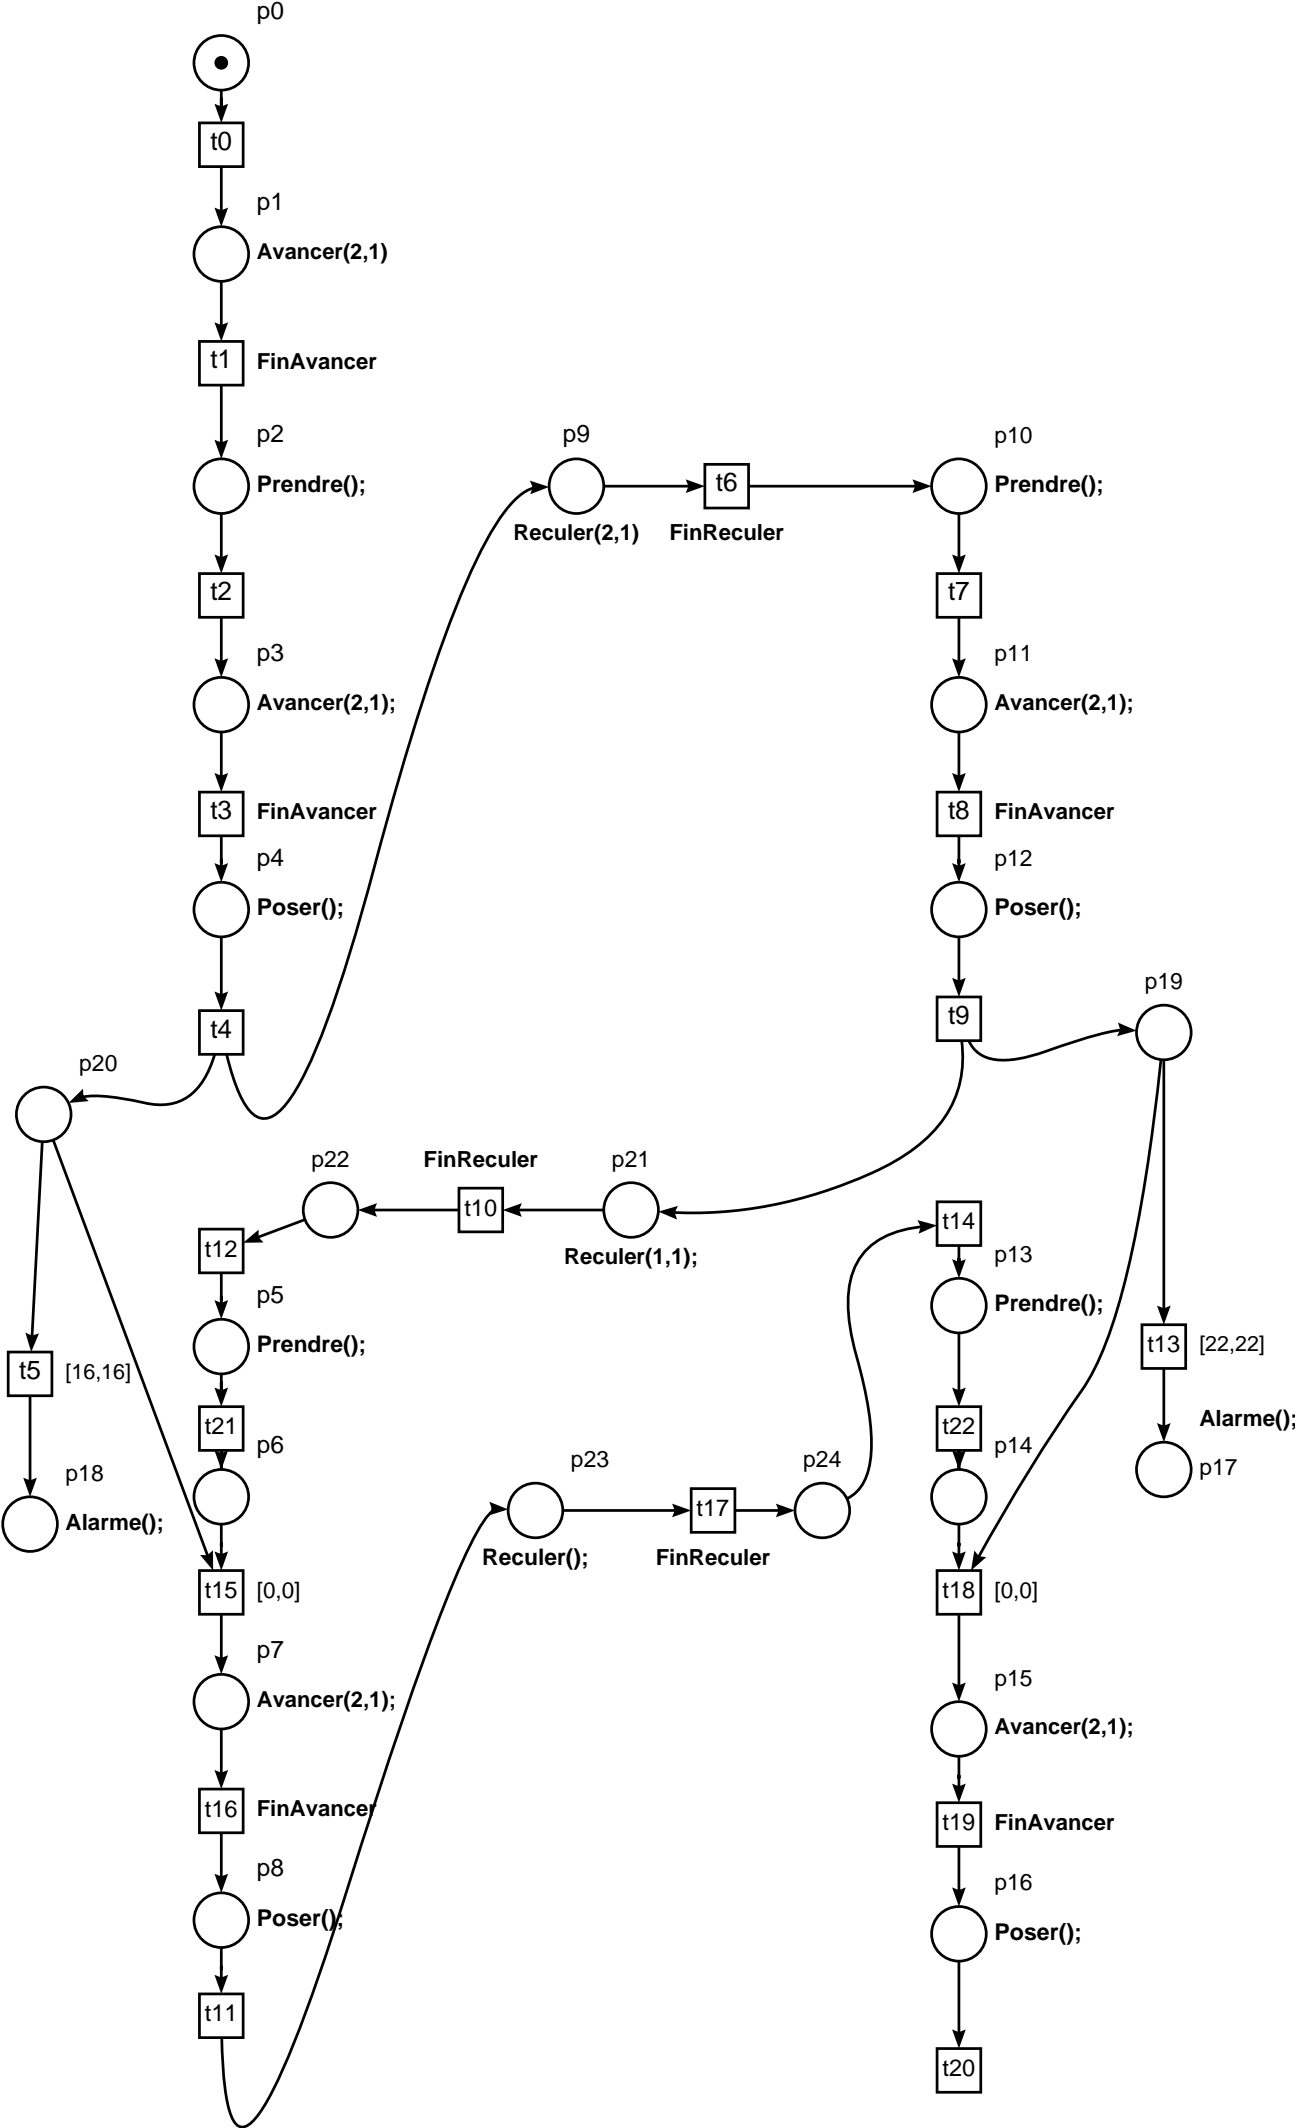 p0
t0
p1
Avancer(2,1)
t1 FinAvancer
p2 p9 p10
Prendre(); t6 Prendre();
Reculer(2,1) FinReculer
t2 t7
p3 p11
Avancer(2,1); Avancer(2,1);
t3 FinAvancer t8 FinAvancer
p4 p12
Poser(); Poser();
p19
t4 t9
p20
p22 FinReculer p21
t10 t14
t12 Reculer(1,1); p13
p5 Prendre();
Prendre(); t13 [22,22]
t5 [16,16]
t21 t22 Alarme();
p6 p23 p24 p14
p18 p17
Alarme(); t17
Reculer(); FinReculer
t15 [0,0] t18 [0,0]
p7 p15
Avancer(2,1); Avancer(2,1);
t16 FinAvancer t19 FinAvancer
p8 p16
Poser(); Poser();
t11
t20